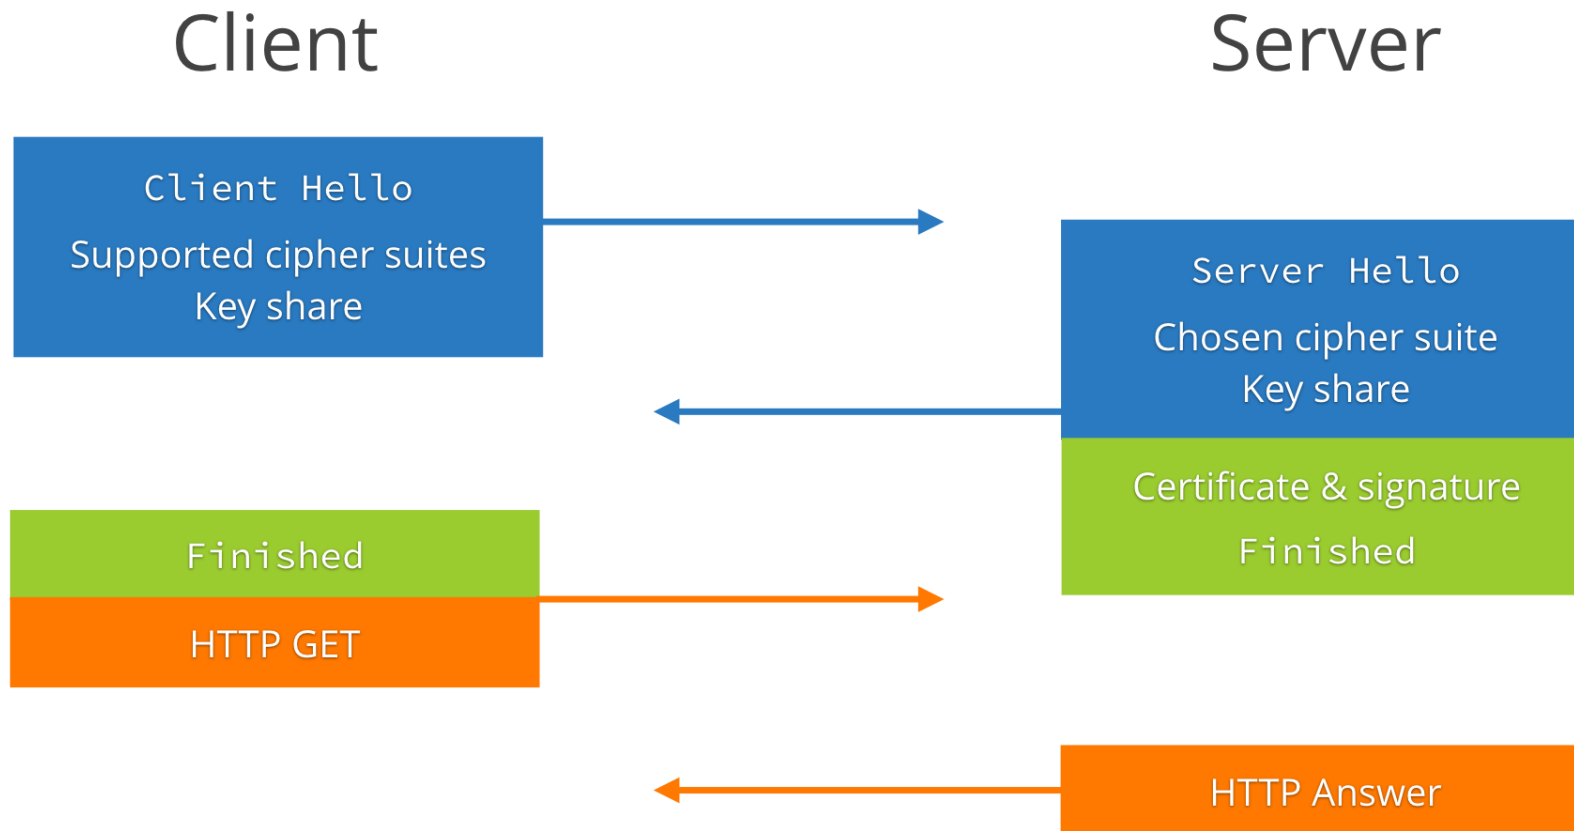 Client
Server
Client Hello
Supported cipher suites
Key share
Server Hello
Chosen cipher suite
Key share
Certificate & signature
Finished
Finished
HTTP GET
HTTP Answer